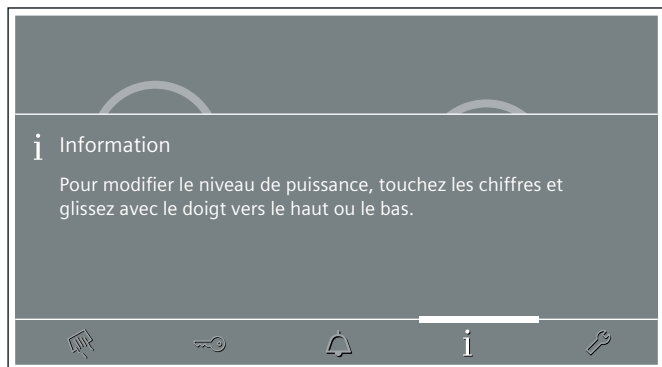 i Information
Pour modifier le niveau de puissance, touchez les chiffres et
glissez avec le doigt vers le haut ou le bas.
i